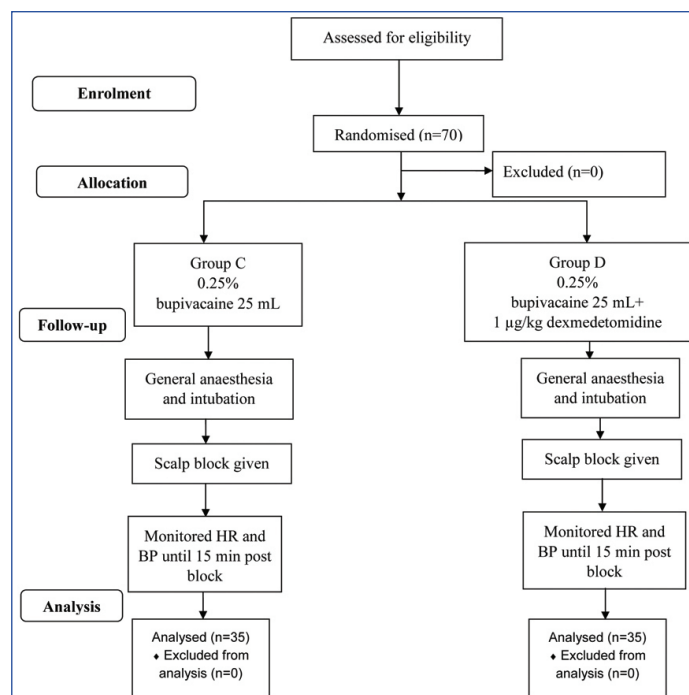 Assessed for eligibility
Enrolment
Randomised (n=70)
Excluded (n=0)
Allocation
Group C
0.25%
bupivacaine 25 mL
Group D
0.25%
bupivacaine 25 mL+
1 µg/kg dexmedetomidine
Follow-up
General anaesthesia
and intubation
General anaesthesia
and intubation
Scalp block given
Scalp block given
Monitored HR and
BP until 15 min post
block
Monitored HR and
BP until 15 min post
block
Analysis
Analysed (n=35)
♦ Excluded from
analysis (n=0)
Analysed (n=35)
♦ Excluded from
analysis (n=0)